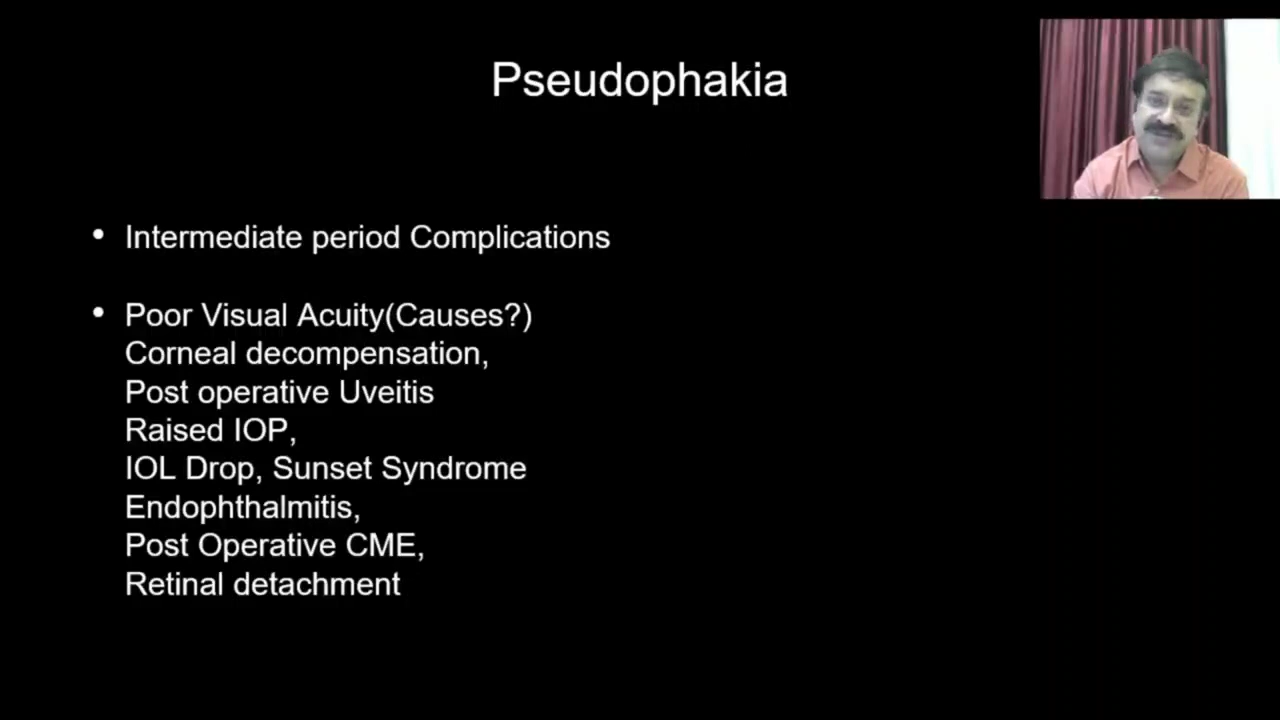 Pseudophakia
• Intermediate period Complications
• Poor Visual Acuity(Causes?)
Corneal decompensation,
Post operative Uveitis
Raised IOP,
IOL Drop, Sunset Syndrome
Endophthalmitis,
Post Operative CME,
Retinal detachment